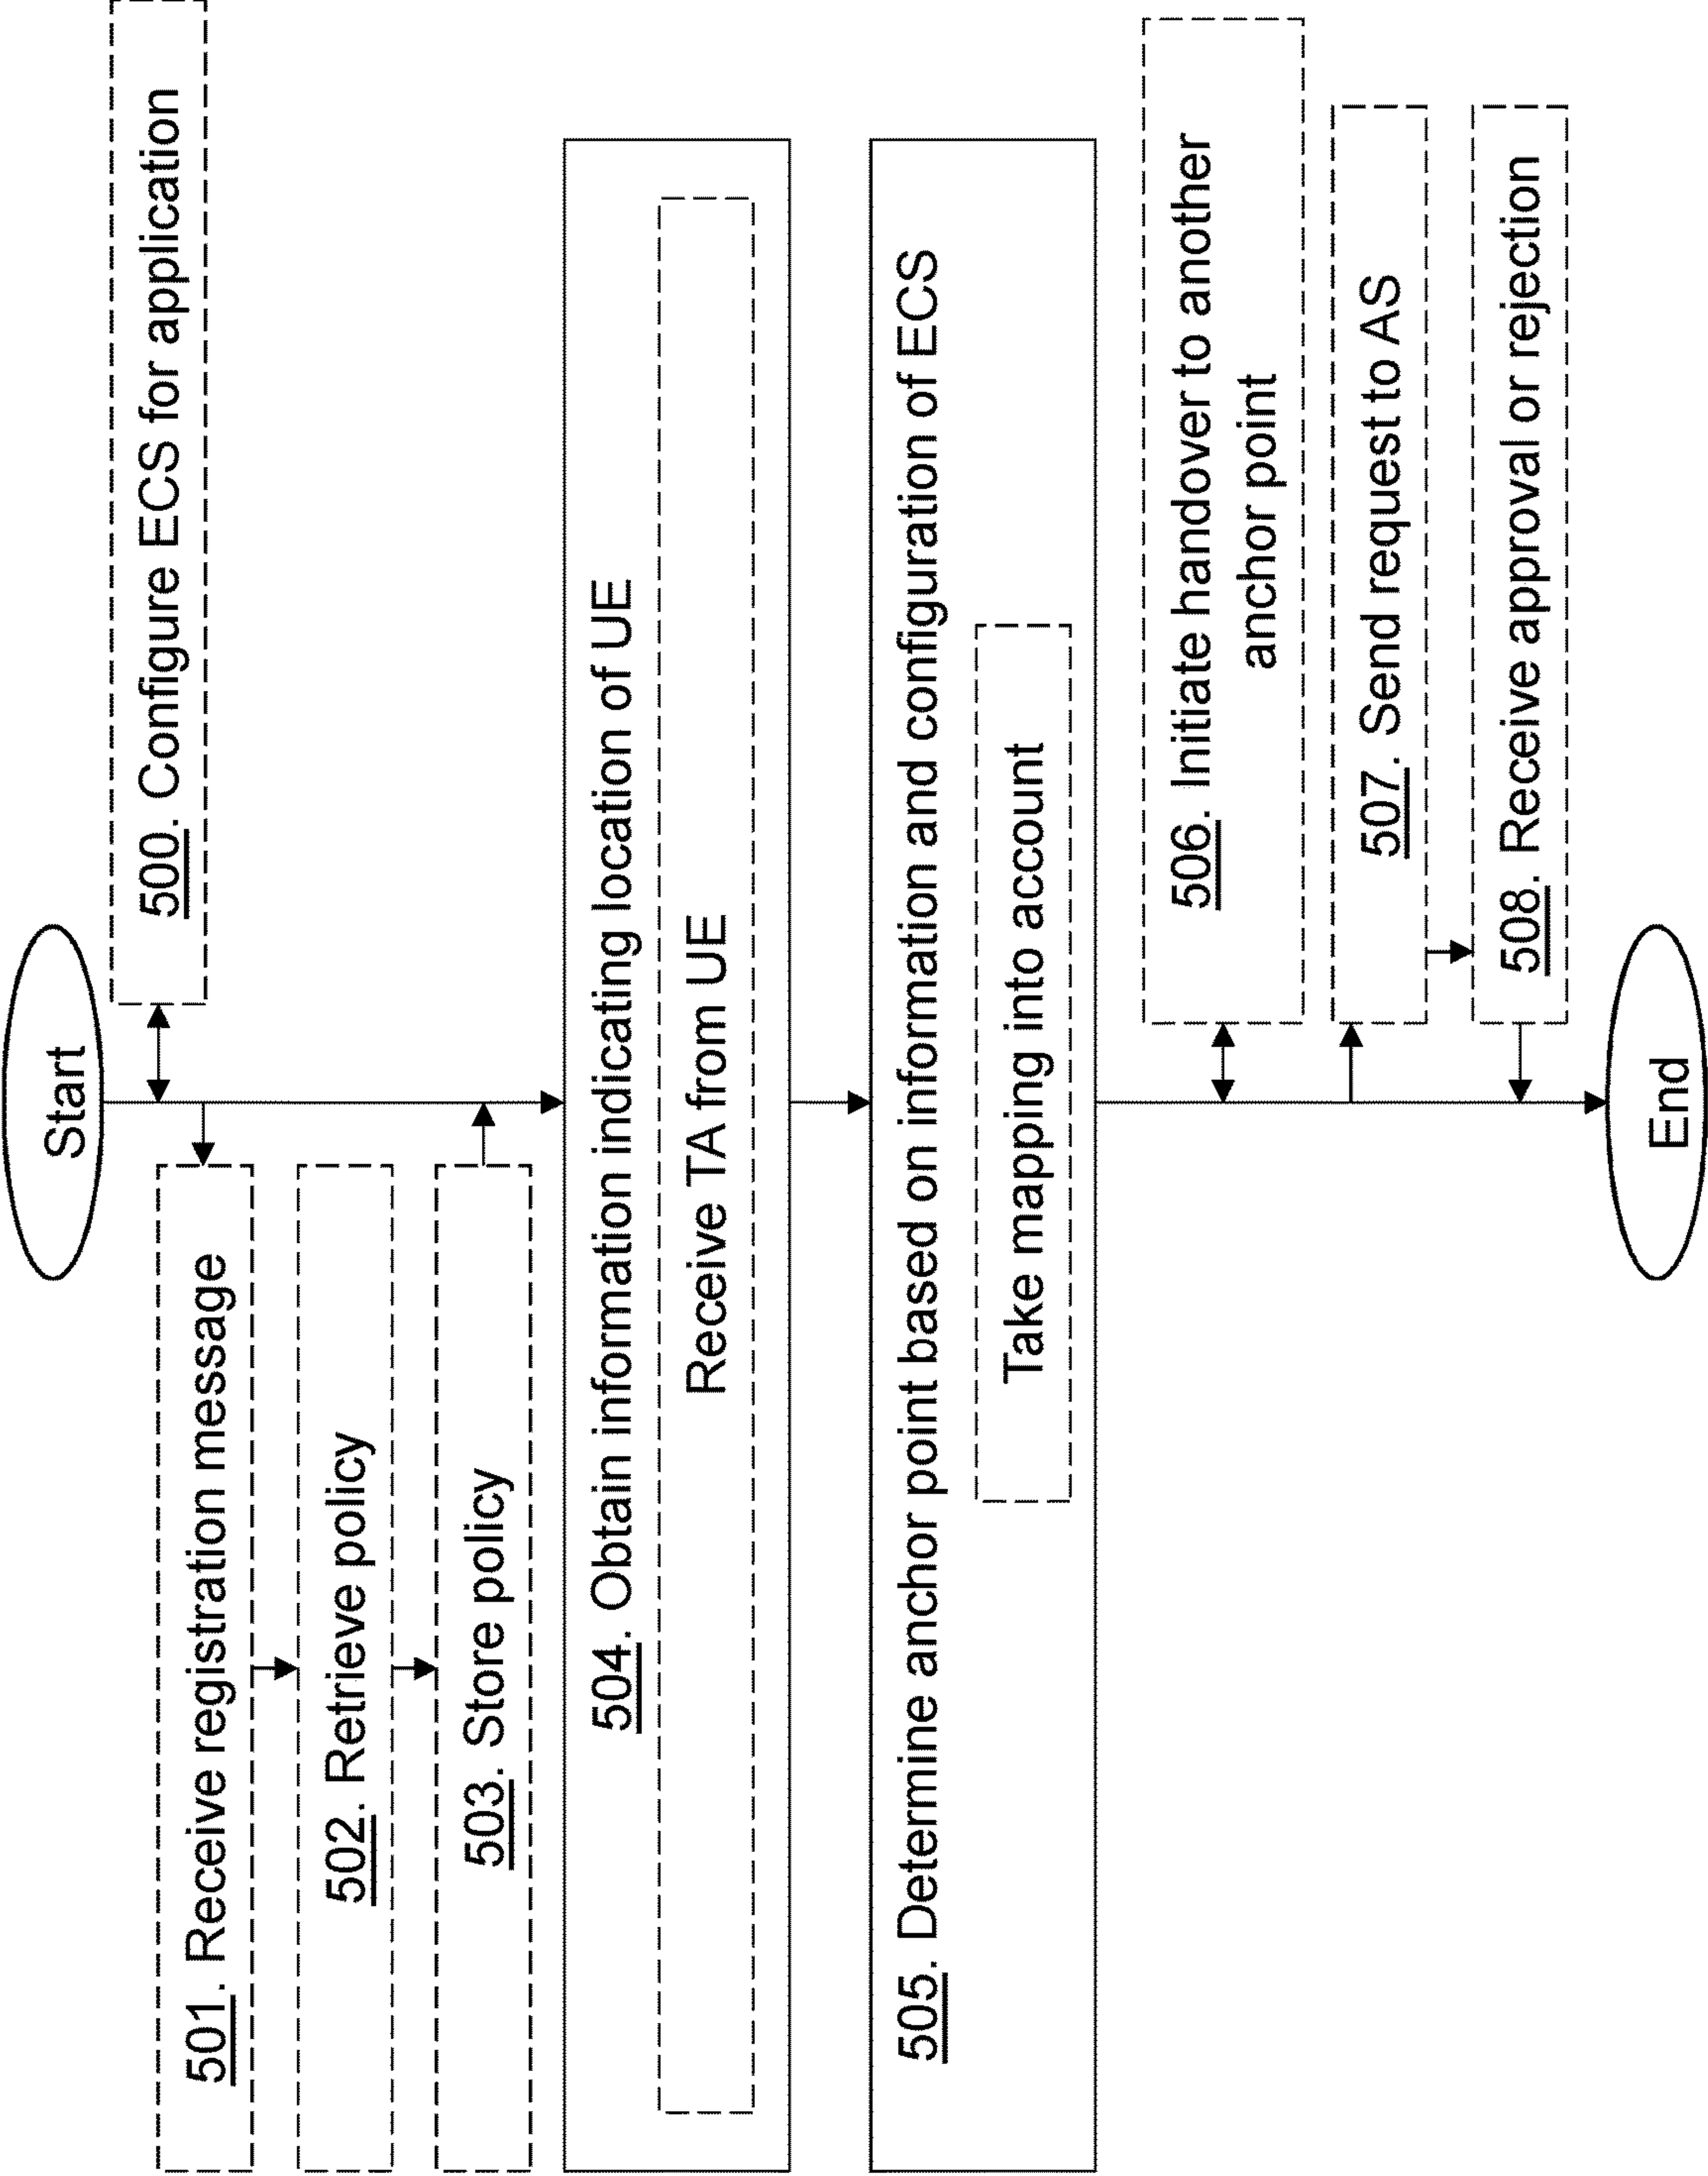 Start
500. Configure ECS for application
501. Receive registration message
502. Retrieve policy
503. Store policy
504. Obtain information indicating location of UE
Receive TA from UE
505. Determine anchor point based on information and configuration of ECS
Take mapping into account
506. Initiate handover to another
anchor point
507. Send request to AS
508. Receive approval or rejection
End